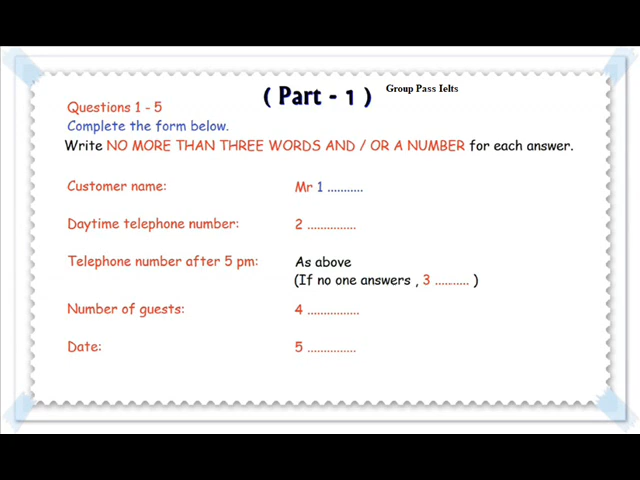 ( Part - 1 )
Group Pass Ielts
Questions 1 - 5
Complete the form below.
Write NO MORE THAN THREE WORDS AND / OR A NUMBER for each answer.
Customer name: Mr 1 ...........
Daytime telephone number: 2 ...............
Telephone number after 5 pm: As above
(If no one answers , 3 .......... )
Number of guests: 4 ................
Date: 5 ...............